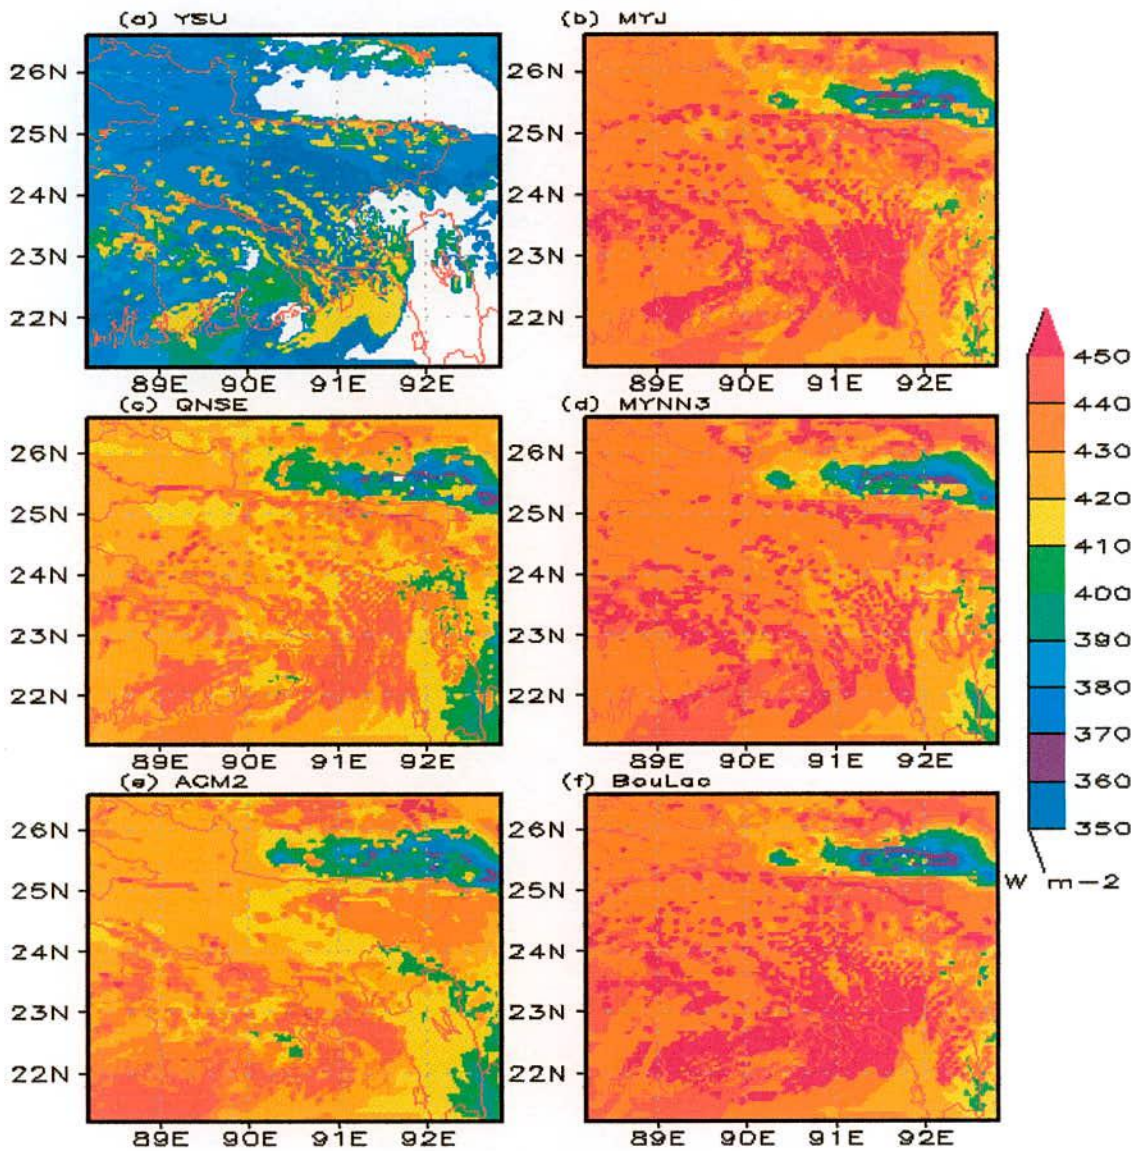 (a) YSU
(b) MYJ
26N
25N
24N
23N
22N
89E 90E 91E 92E
26N
25N
24N
23N
22N
89E 90E 91E 92E
(c) QNSE
(d) MYNN3
26N
25N
24N
23N
22N
89E 90E 91E 92E
26N
25N
24N
23N
22N
89E 90E 91E 92E
(e) ACM2
(f) BouLac
26N
25N
24N
23N
22N
89E 90E 91E 92E
26N
25N
24N
23N
22N
89E 90E 91E 92E
450
440
430
420
410
400
390
380
370
360
350
W m-2